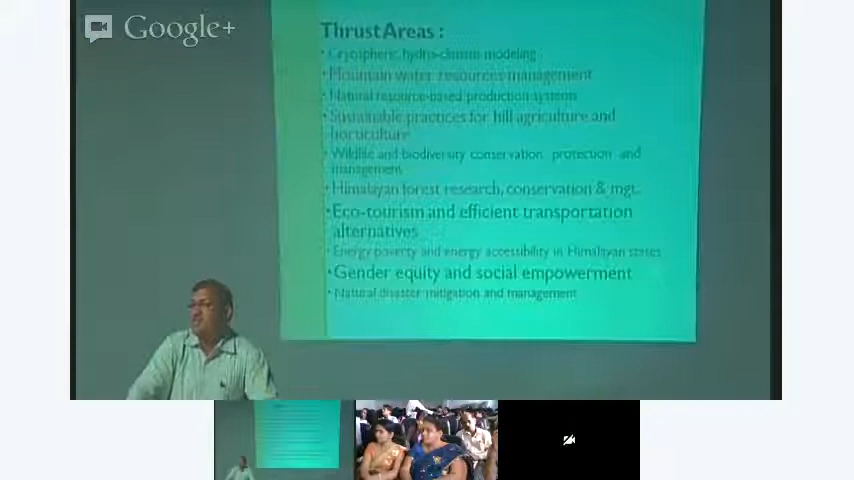 Google+
Thrust Areas :
• Cryospheric, hydro-climate modeling
• Mountain water resources management
• Natural resource-based production systems
• Sustainable practices for hill agriculture and
horticulture
• Wildlife and biodiversity conservation, protection and
management
• Himalayan forest research, conservation & mgt.
• Eco-tourism and efficient transportation
alternatives
• Energy poverty and energy accessibility in Himalayan states
• Gender equity and social empowerment
• Natural disaster mitigation and management